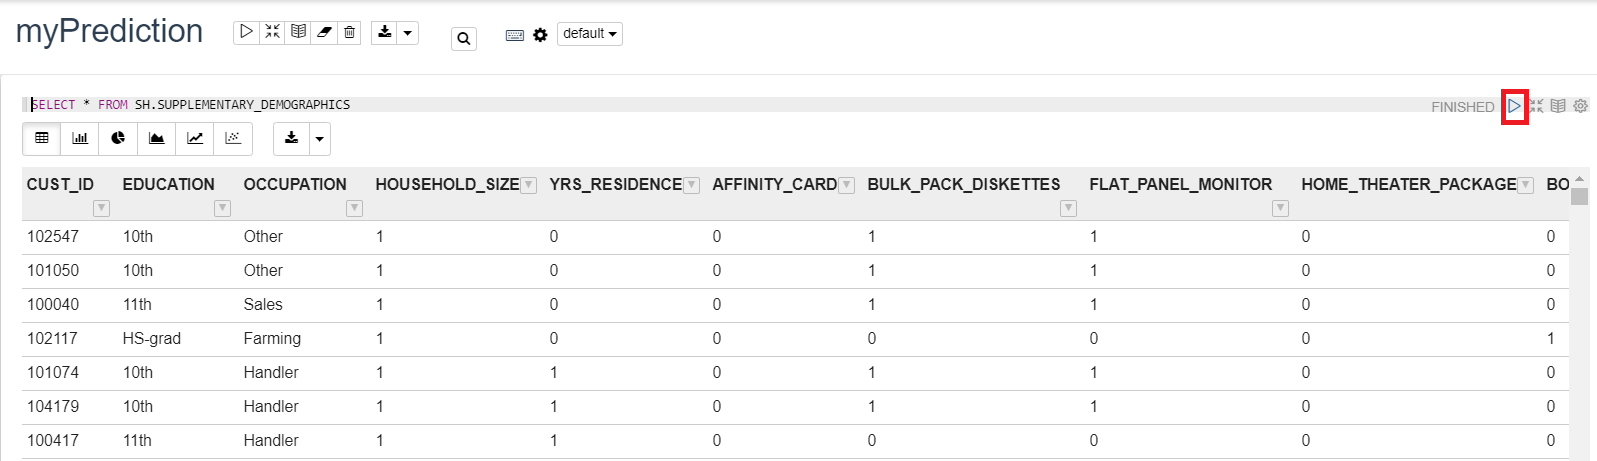 myPrediction default
SELECT * FROM SH.SUPPLEMENTARY_DEMOGRAPHICS FINISHED
CUST_ID EDUCATION OCCUPATION HOUSEHOLD_SIZE YRS_RESIDENCE AFFINITY_CARD BULK_PACK_DISKETTES FLAT_PANEL_MONITOR HOME_THEATER_PACKAGE BO
102547 10th Other 1 0 0 1 1 0 0
101050 10th Other 1 0 0 1 1 0 0
100040 11th Sales 1 0 0 1 1 0 0
102117 HS-grad Farming 1 0 0 0 0 0 1
101074 10th Handler 1 1 0 1 1 0 0
104179 10th Handler 1 1 0 1 1 0 0
100417 11th Handler 1 1 0 0 0 0 0